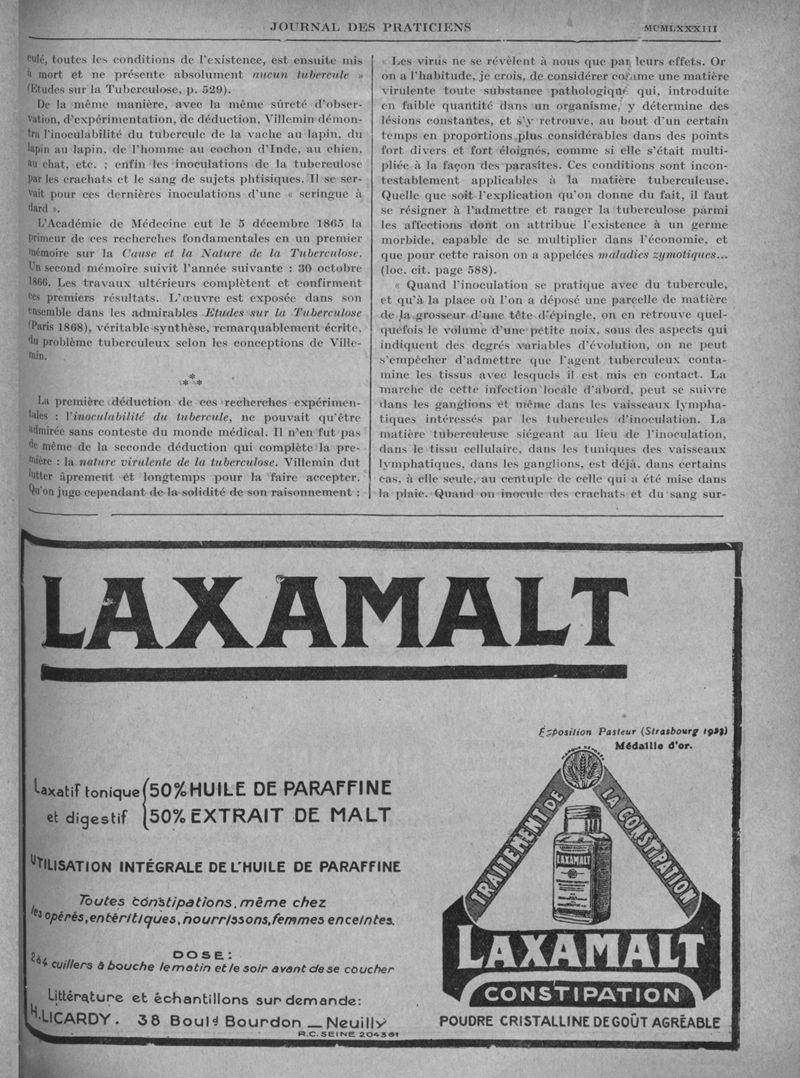 JOURNAL DES PRATICIENS
MCMLXXXIII
culé, toutes les conditions de l'existence, est ensuite mis
à mort et ne présente absolument aucun tubercule »
(Etudes sur la Tuberculose, p. 529).
De la même manière, avec la même sûreté d'obser-
vation, d'expérimentation, de déduction, Villemin démon-
tra l'inoculabilité du tubercule de la vache au lapin, du
lapin au lapin, de l'homme au cochon d'Inde, au chien,
au chat, etc. ; enfin les inoculations de la tuberculose
par les crachats et le sang de sujets phtisiques. Il se ser-
vait pour ces dernières inoculations d'une « seringue à
dard ».
L'Académie de Médecine eut le 5 décembre 1865 la
primeur de ces recherches fondamentales en un premier
mémoire sur la Cause et la Nature de la Tuberculose.
Un second mémoire suivit l'année suivante : 30 octobre
1866. Les travaux ultérieurs complètent et confirment
ces premiers résultats. L'œuvre est exposée dans son
ensemble dans les admirables Etudes sur la Tuberculose
(Paris 1868), véritable synthèse, remarquablement écrite,
du problème tuberculeux selon les conceptions de Ville-
min.
*
* *
La première déduction de ces recherches expérimen-
tales : l'inoculabilité du tubercule, ne pouvait qu'être
admirée sans conteste du monde médical. Il n'en fut pas
de même de la seconde déduction qui complète la pre-
mière : la nature virulente de la tuberculose. Villemin dut
lutter âprement et longtemps pour la faire accepter.
Qu'on juge cependant de la solidité de son raisonnement :
« Les virus ne se révèlent à nous que par leurs effets. Or
on a l'habitude, je crois, de considérer comme une matière
virulente toute substance pathologique qui, introduite
en faible quantité dans un organisme, y détermine des
lésions constantes, et s'y retrouve, au bout d'un certain
temps en proportions plus considérables dans des points
fort divers et fort éloignés, comme si elle s'était multi-
pliée à la façon des parasites. Ces conditions sont incon-
testablement applicables à la matière tuberculeuse.
Quelle que soit l'explication qu'on donne du fait, il faut
se résigner à l'admettre et ranger la tuberculose parmi
les affections dont on attribue l'existence à un germe
morbide, capable de se multiplier dans l'économie, et
que pour cette raison on a appelées maladies zymotiques...
(loc. cit. page 588).
« Quand l'inoculation se pratique avec du tubercule,
et qu'à la place où l'on a déposé une parcelle de matière
de la grosseur d'une tête d'épingle, on en retrouve quel-
quefois le volume d'une petite noix, sous des aspects qui
indiquent des degrés variables d'évolution, on ne peut
s'empêcher d'admettre que l'agent tuberculeux conta-
mine les tissus avec lesquels il est mis en contact. La
marche de cette infection locale d'abord, peut se suivre
dans les ganglions et même dans les vaisseaux lympha-
tiques intéressés par les tubercules d'inoculation. La
matière tuberculeuse siégeant au lieu de l'inoculation,
dans le tissu cellulaire, dans les tuniques des vaisseaux
lymphatiques, dans les ganglions, est déjà, dans certains
cas, à elle seule, au centuple de celle qui a été mise dans
la plaie. Quand on inocule des crachats et du sang sur-
LAXAMALT
Exposition Pasteur (Strasbourg 1923)
Médaille d'or.
Laxatif tonique
et digestif
50% HUILE DE PARAFFINE
50% EXTRAIT DE MALT
UTILISATION INTÉGRALE DE L'HUILE DE PARAFFINE
Toutes constipations, même chez
les opérés, entéritiques, nourrissons, femmes enceintes.
DOSE :
2 à 4 cuillers à bouche le matin et le soir avant de se coucher
Littérature et échantillons sur demande :
H. LICARDY. 38 Boul^d Bourdon _ Neuilly
R.C. SEINE 204361
TRAITEMENT DE
LA CONSTIPATION
LAXAMALT
LAXAMALT
CONSTIPATION
POUDRE CRISTALLINE DE GOÛT AGRÉABLE